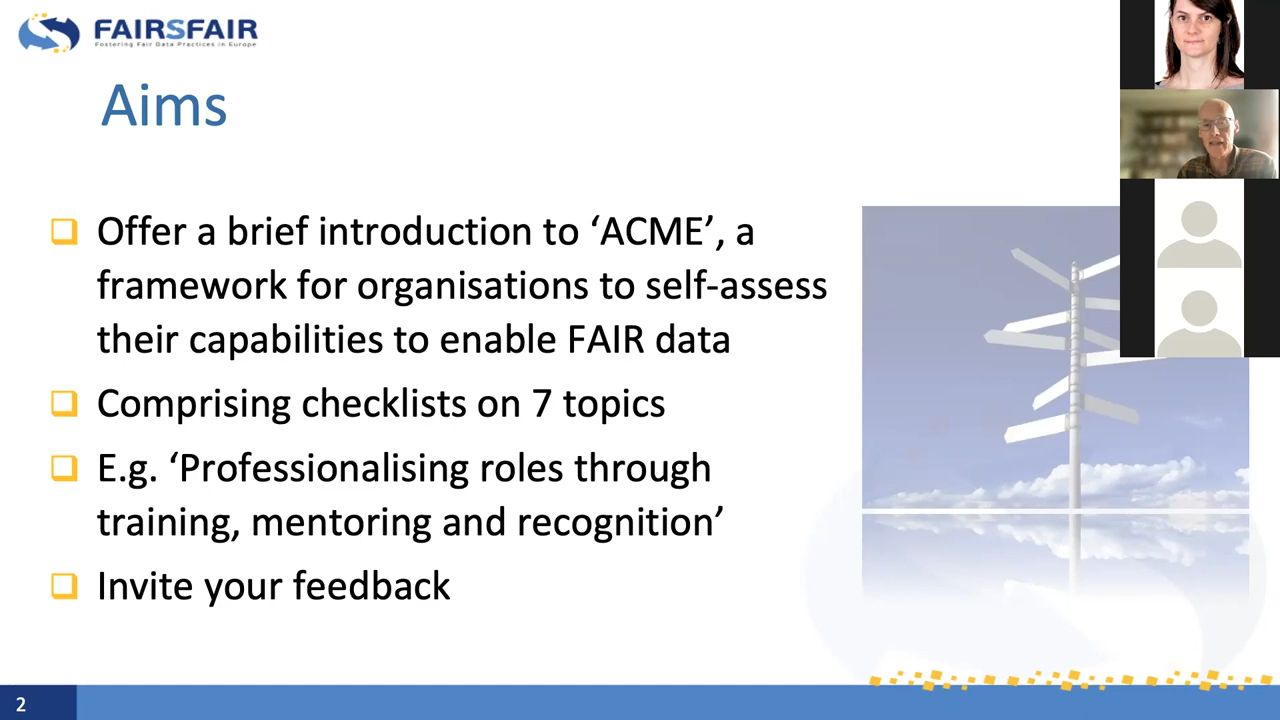 FAIRSFAIR
Fostering Fair Data Practices in Europe
Aims
Offer a brief introduction to ‘ACME’, a
framework for organisations to self-assess
their capabilities to enable FAIR data
Comprising checklists on 7 topics
E.g. ‘Professionalising roles through
training, mentoring and recognition’
Invite your feedback
2